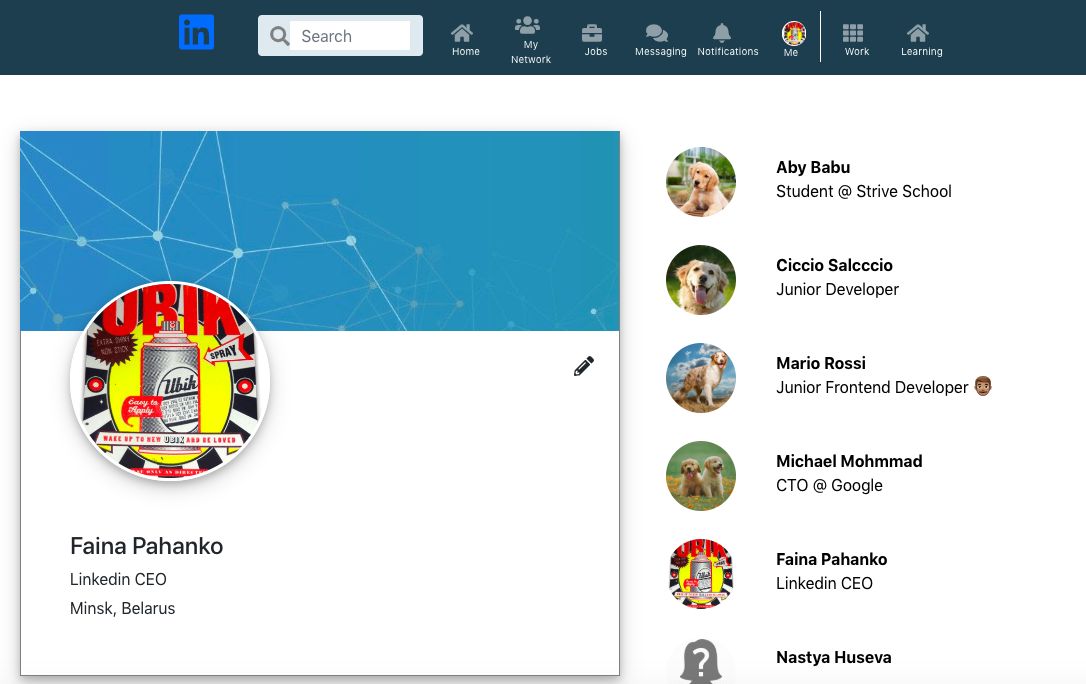 in
Search
Home
My
Network
Jobs
Messaging
Notifications
Me
Work
Learning
UBIK
EXTRA SHINY
NON STICK
SPRAY
Ubik
Easy to
Apply
WAKE UP TO NEW UBIK AND BE LOVED
Faina Pahanko
Linkedin CEO
Minsk, Belarus
Aby Babu
Student @ Strive School
Ciccio Salcccio
Junior Developer
Mario Rossi
Junior Frontend Developer 👨🏽
Michael Mohmmad
CTO @ Google
Faina Pahanko
Linkedin CEO
?
Nastya Huseva